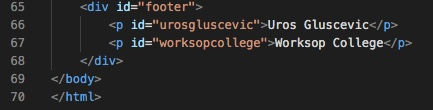 65 <div id="footer">
66 <p id="urosgluscevic">Uros Gluscevic</p>
67 <p id="worksopcollege">Worksop College</p>
68 </div>
69 </body>
70 </html>